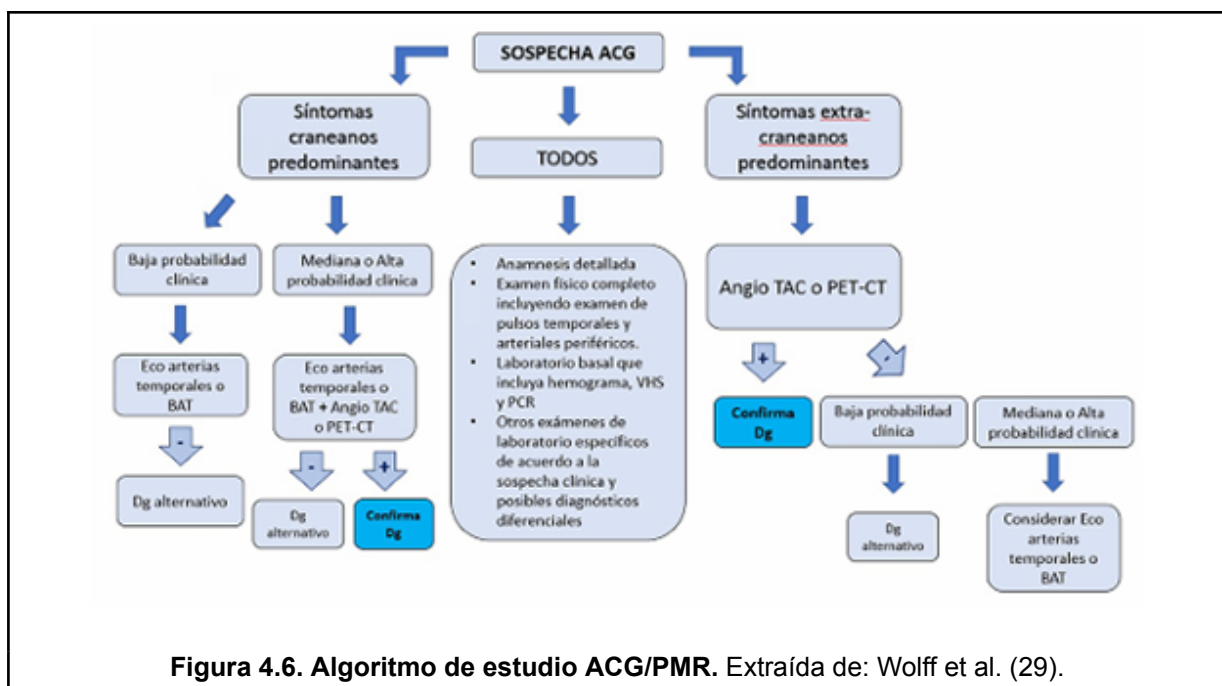 SOSPECHA ACG
Síntomas
craneanos
predominantes
TODOS
Síntomas extra-
craneanos
predominantes
Baja probabilidad
clínica
Mediana o Alta
probabilidad clínica
• Anamnesis detallada
• Examen físico completo
incluyendo examen de
pulsos temporales y
arteriales periféricos.
• Laboratorio basal que
incluya hemograma, VHS
y PCR
• Otros exámenes de
laboratorio específicos
de acuerdo a la
sospecha clínica y
posibles diagnósticos
diferenciales
Angio TAC o PET-CT
Eco arterias
temporales o
BAT
Eco arterias
temporales o
BAT + Angio TAC
o PET-CT
+
-
Confirma
Dg
Baja probabilidad
clínica
Mediana o Alta
probabilidad clínica
-
-
+
Dg alternativo
Dg
alternativo
Confirma
Dg
Dg
alternativo
Considerar Eco
arterias
temporales o
BAT
Figura 4.6. Algoritmo de estudio ACG/PMR. Extraída de: Wolff et al. (29).